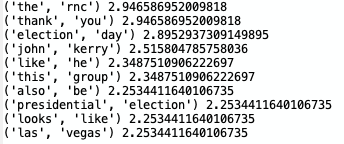 ('the', 'rnc') 2.946586952009818
('thank', 'you') 2.946586952009818
('election', 'day') 2.8952937309149895
('john', 'kerry') 2.515804785758036
('like', 'he') 2.3487510906222697
('this', 'group') 2.3487510906222697
('also', 'be') 2.2534411640106735
('presidential', 'election') 2.2534411640106735
('looks', 'like') 2.2534411640106735
('las', 'vegas') 2.2534411640106735